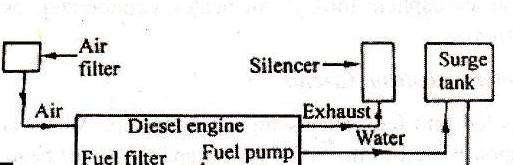 Air
filter
Silencer
Surge
tank
Air
Exhaust
Water
Diesel engine
Fuel filter
Fuel pump